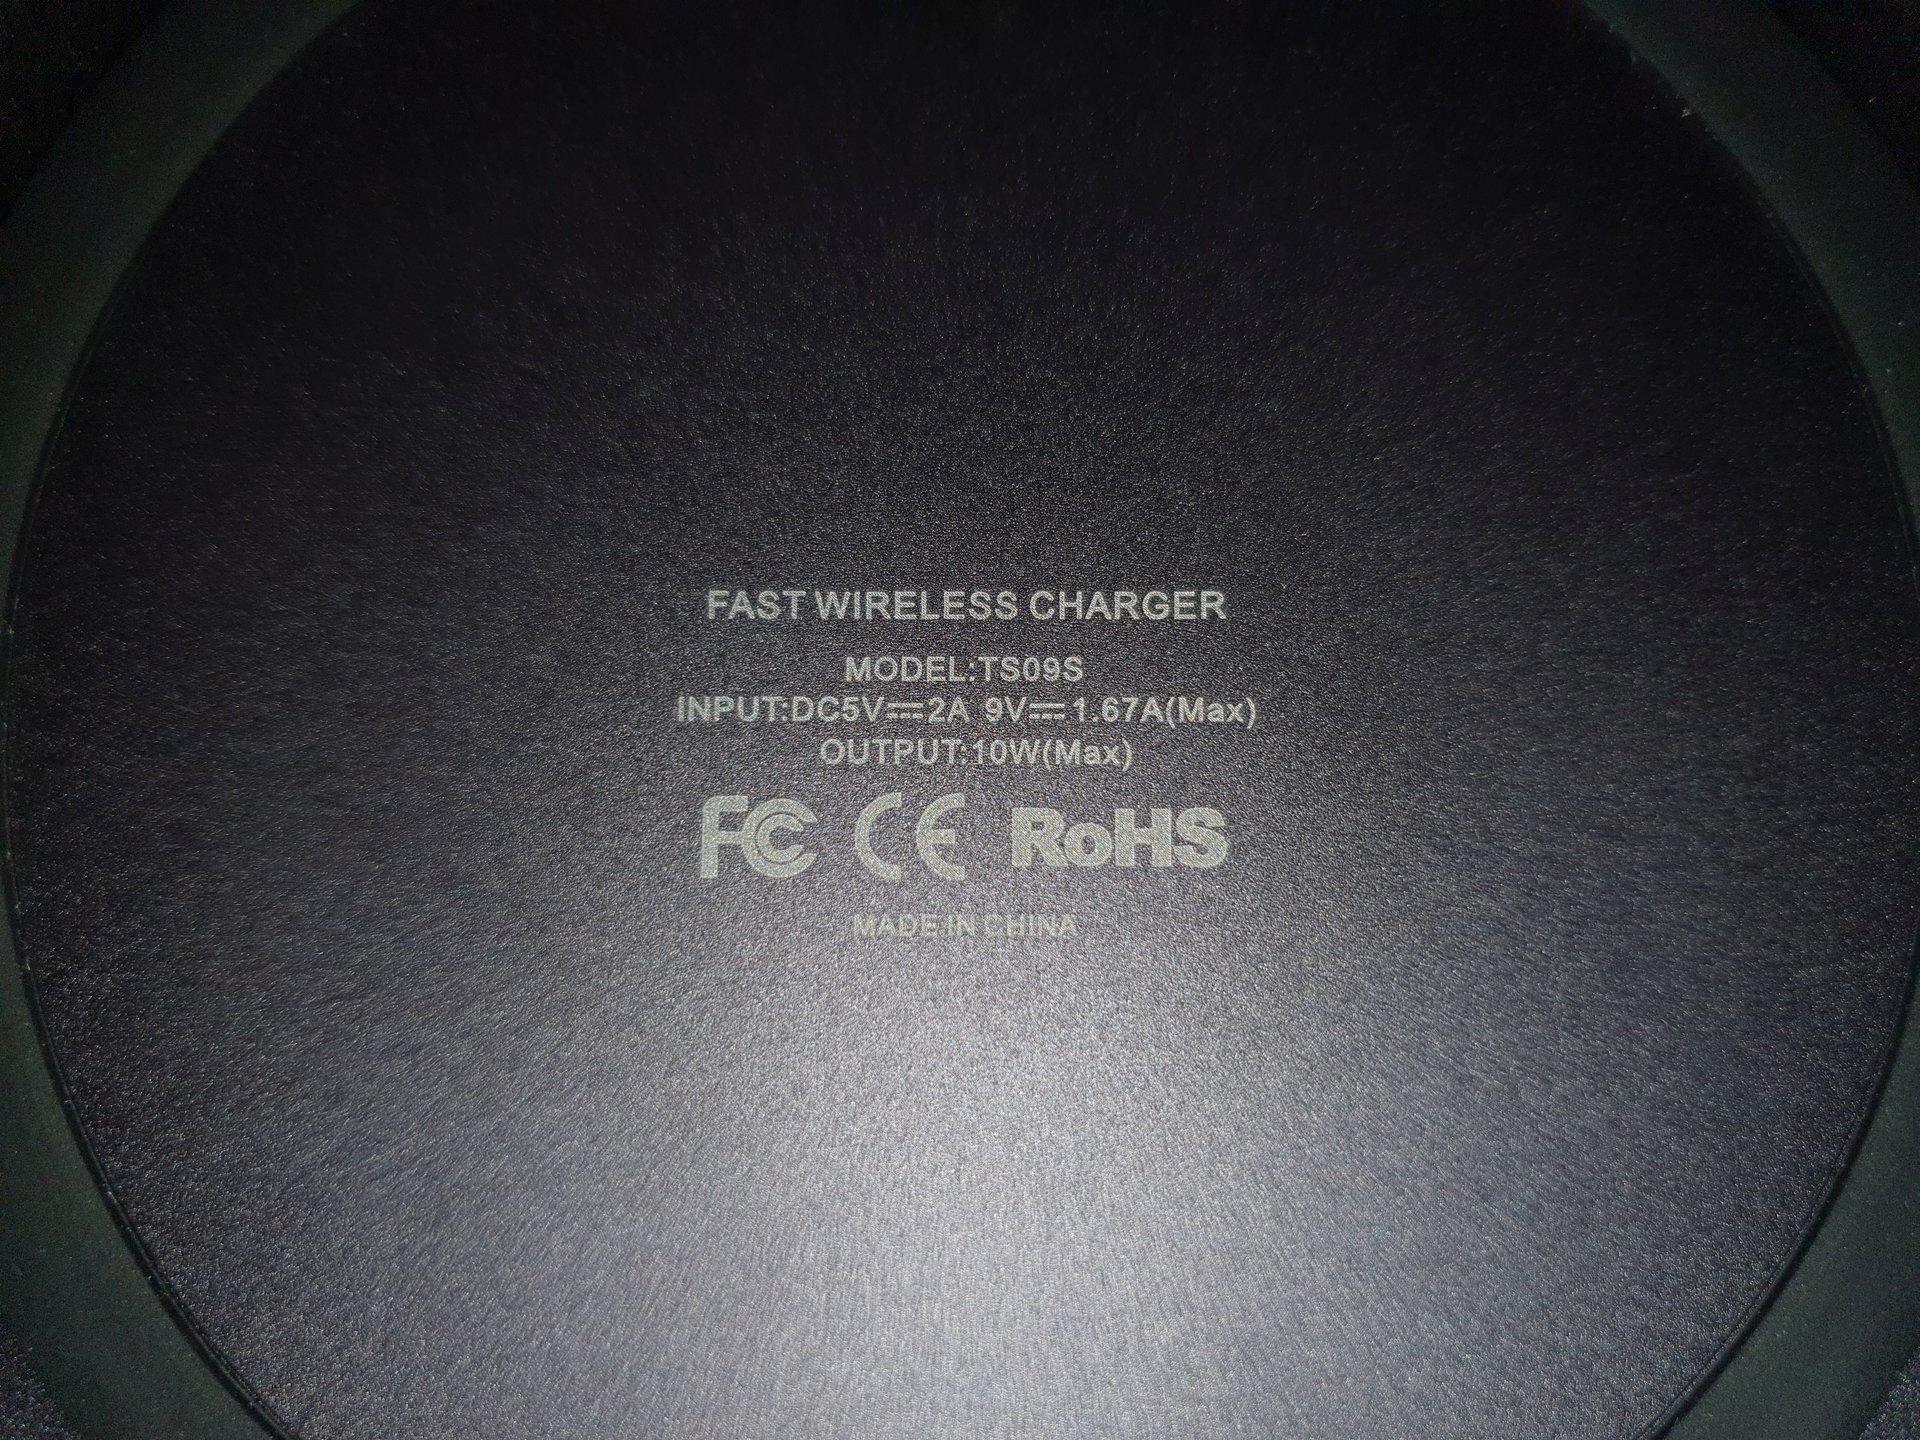 FAST WIRELESS CHARGER
MODEL:TS09S
INPUT:DC5V⎓2A 9V⎓1.67A(Max)
OUTPUT:10W(Max)
FC CE RoHS
MADE IN CHINA